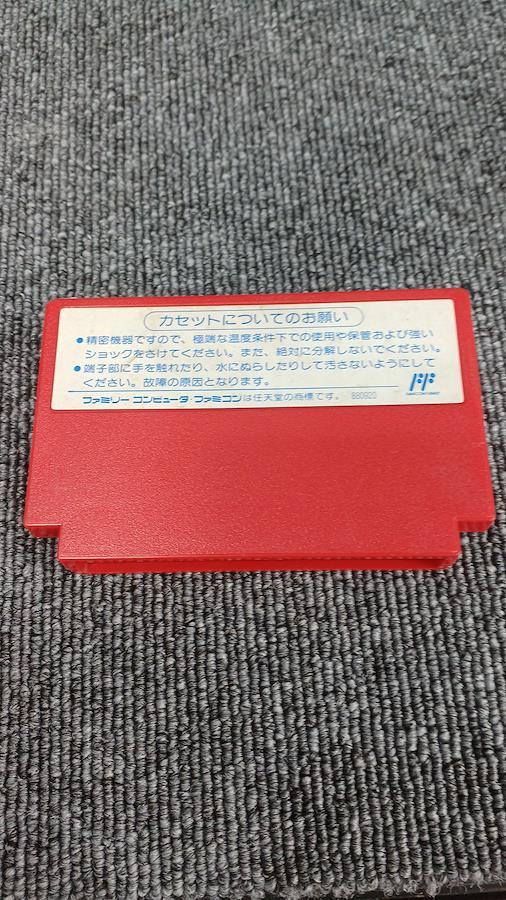 カセットについてのお願い
●精密機器ですので、極端な温度条件下での使用や保管および強い
ショックをさけてください。また、絶対に分解しないでください。
●端子部に手を触れたり、水にぬらしたりして汚さないようにして
ください。故障の原因となります。
ファミリーコンピュータ・ファミコンは任天堂の商標です。 880920